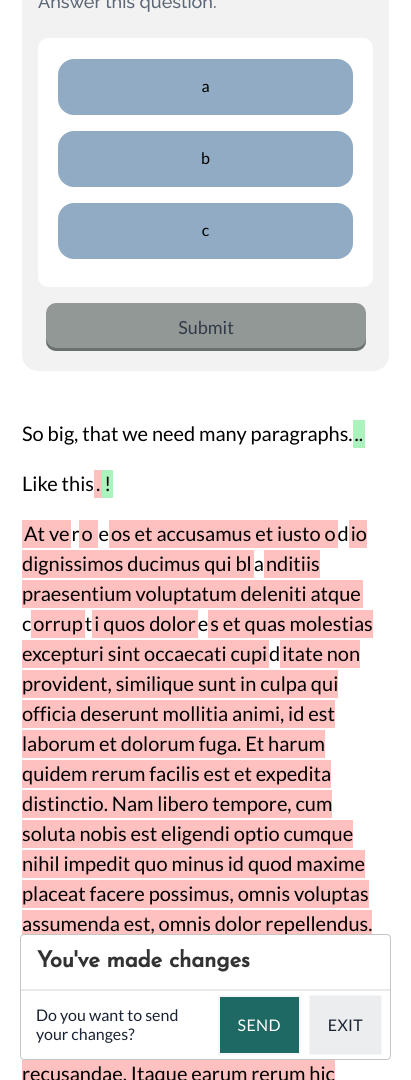 Answer this question.
a
b
c
Submit
So big, that we need many paragraphs...
Like this. !
At vero eos et accusamus et iusto odio
dignissimos ducimus qui blanditiis
praesentium voluptatum deleniti atque
corrupti quos dolores et quas molestias
excepturi sint occaecati cupiditate non
provident, similique sunt in culpa qui
officia deserunt mollitia animi, id est
laborum et dolorum fuga. Et harum
quidem rerum facilis est et expedita
distinctio. Nam libero tempore, cum
soluta nobis est eligendi optio cumque
nihil impedit quo minus id quod maxime
placeat facere possimus, omnis voluptas
assumenda est, omnis dolor repellendus.
You've made changes
Do you want to send
your changes?
SEND
EXIT
recusandae. Itaque earum rerum hic